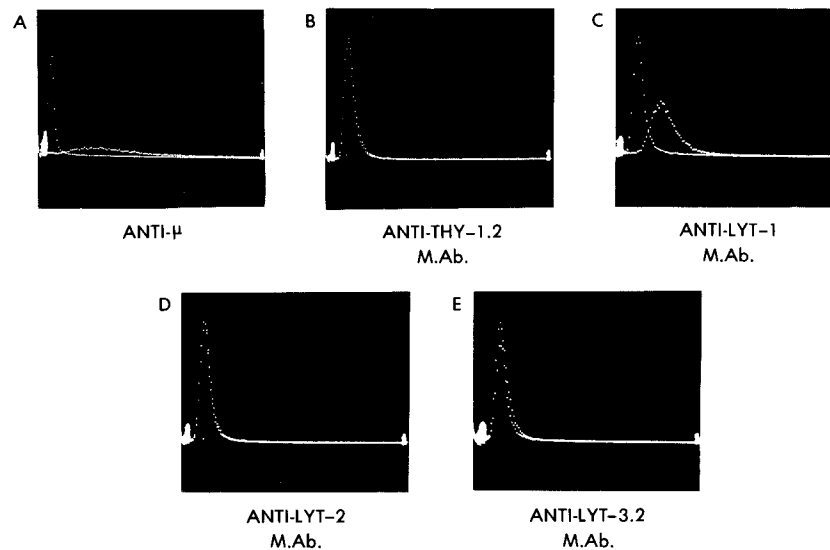 A
B
C
ANTI-μ
ANTI-THY-1.2
M.Ab.
ANTI-LYT-1
M.Ab.
D
E
ANTI-LYT-2
M.Ab.
ANTI-LYT-3.2
M.Ab.